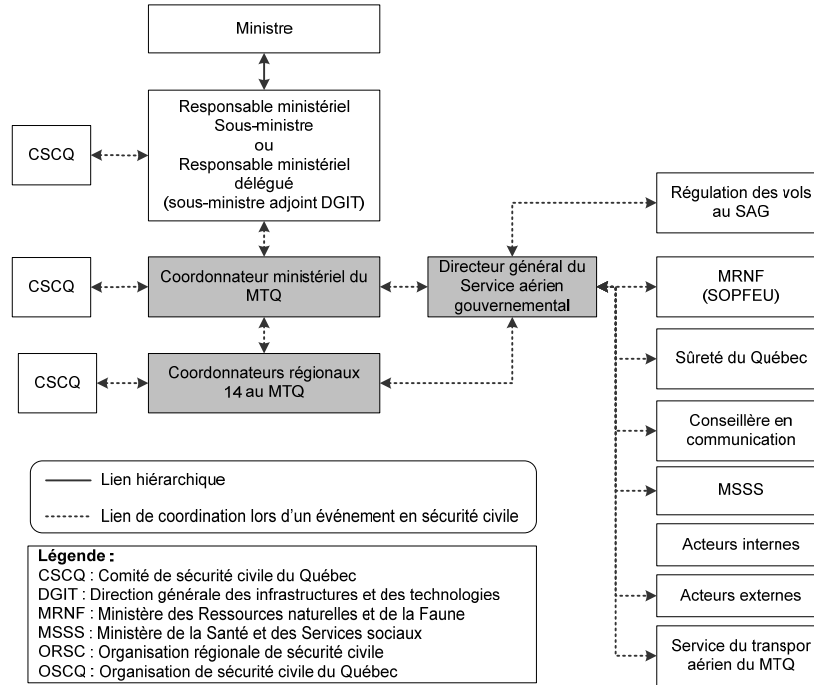 Ministre
Responsable ministériel
Sous-ministre
ou
Responsable ministériel
délégué
(sous-ministre adjoint DGIT)
CSCQ
Régulation des vols
au SAG
CSCQ
Coordonnateur ministériel du
MTQ
Directeur général du
Service aérien
gouvernemental
MRNF
(SOPFEU)
Sûreté du Québec
CSCQ
Coordonnateurs régionaux
14 au MTQ
Conseillère en
communication
MSSS
Acteurs internes
Acteurs externes
Service du transpor
aérien du MTQ
Lien hiérarchique
Lien de coordination lors d'un événement en sécurité civile
Légende :
CSCQ : Comité de sécurité civile du Québec
DGIT : Direction générale des infrastructures et des technologies
MRNF : Ministère des Ressources naturelles et de la Faune
MSSS : Ministère de la Santé et des Services sociaux
ORSC : Organisation régionale de sécurité civile
OSCQ : Organisation de sécurité civile du Québec